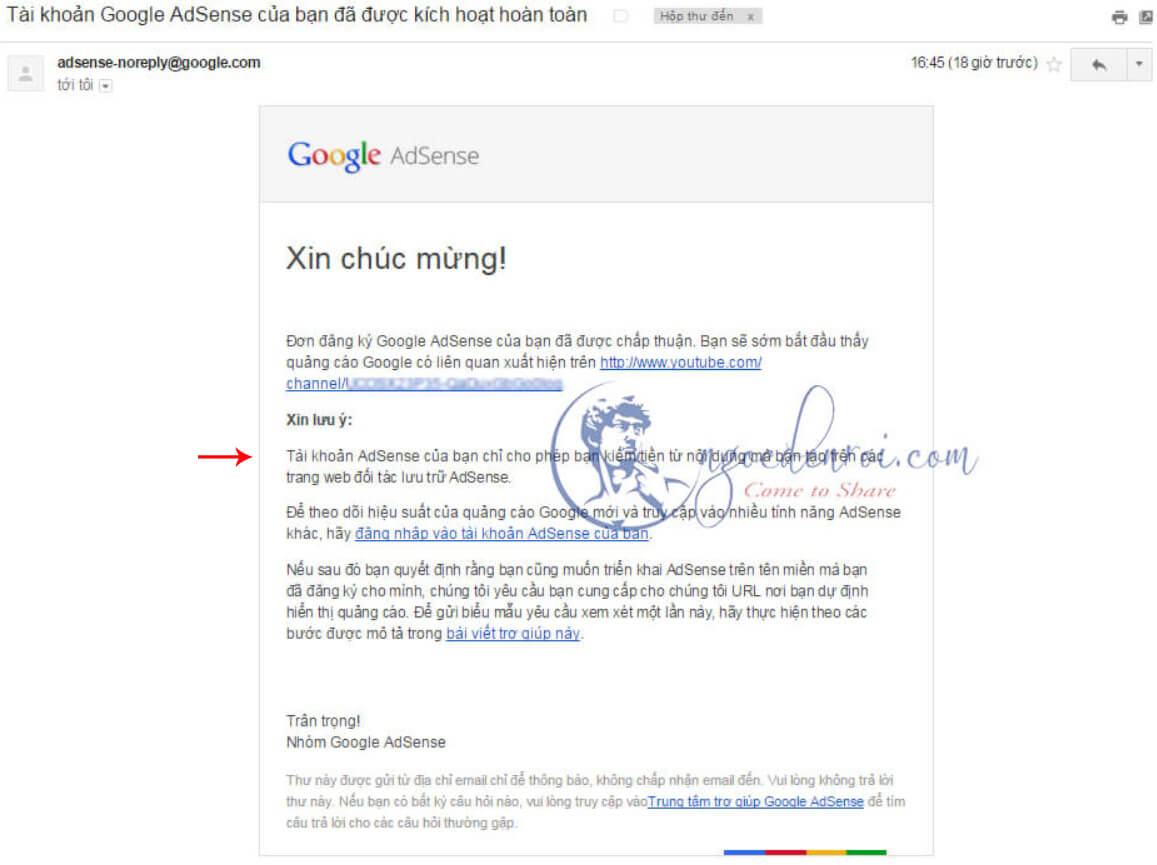 Tài khoản Google AdSense của bạn đã được kích hoạt hoàn toàn
Hộp thư đến x
adsense-noreply@google.com
16:45 (18 giờ trước)
tới tôi
Google AdSense
Xin chúc mừng!
Đơn đăng ký Google AdSense của bạn đã được chấp thuận. Bạn sẽ sớm bắt đầu thấy
quảng cáo Google có liên quan xuất hiện trên http://www.youtube.com/
channel/
Xin lưu ý:
Tài khoản AdSense của bạn chỉ cho phép bạn kiếm tiền từ nội dung mà bạn tạo trên các
trang web đối tác lưu trữ AdSense.
ngocdenroi.com
Come to Share
Để theo dõi hiệu suất của quảng cáo Google mới và truy cập vào nhiều tính năng AdSense
khác, hãy đăng nhập vào tài khoản AdSense của bạn.
Nếu sau đó bạn quyết định rằng bạn cũng muốn triển khai AdSense trên tên miền mà bạn
đã đăng ký cho mình, chúng tôi yêu cầu bạn cung cấp cho chúng tôi URL nơi bạn dự định
hiển thị quảng cáo. Để gửi biểu mẫu yêu cầu xem xét một lần này, hãy thực hiện theo các
bước được mô tả trong bài viết trợ giúp này.
Trân trọng!
Nhóm Google AdSense
Thư này được gửi từ địa chỉ email chỉ để thông báo, không chấp nhận email đến. Vui lòng không trả lời
thư này. Nếu bạn có bất kỳ câu hỏi nào, vui lòng truy cập vàoTrung tâm trợ giúp Google AdSense để tìm
câu trả lời cho các câu hỏi thường gặp.